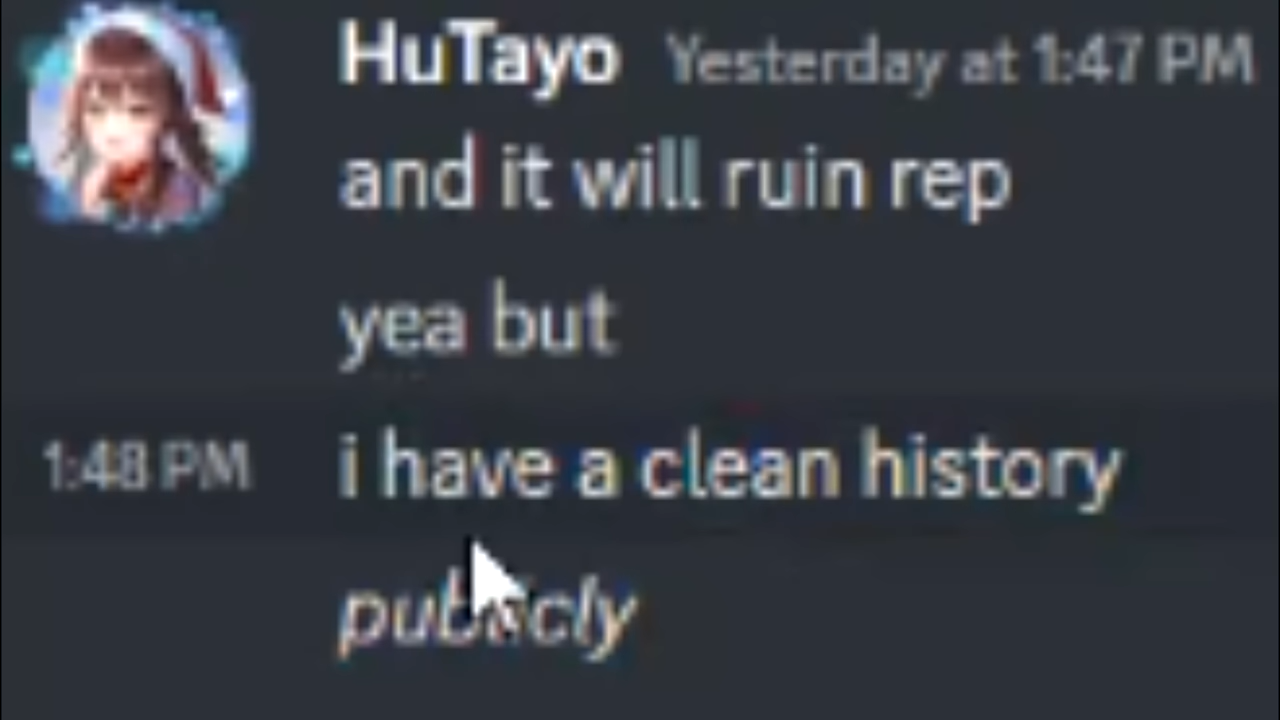 HuTayo Yesterday at 1:47 PM
and it will ruin rep
yea but
1:48 PM i have a clean history
publicly